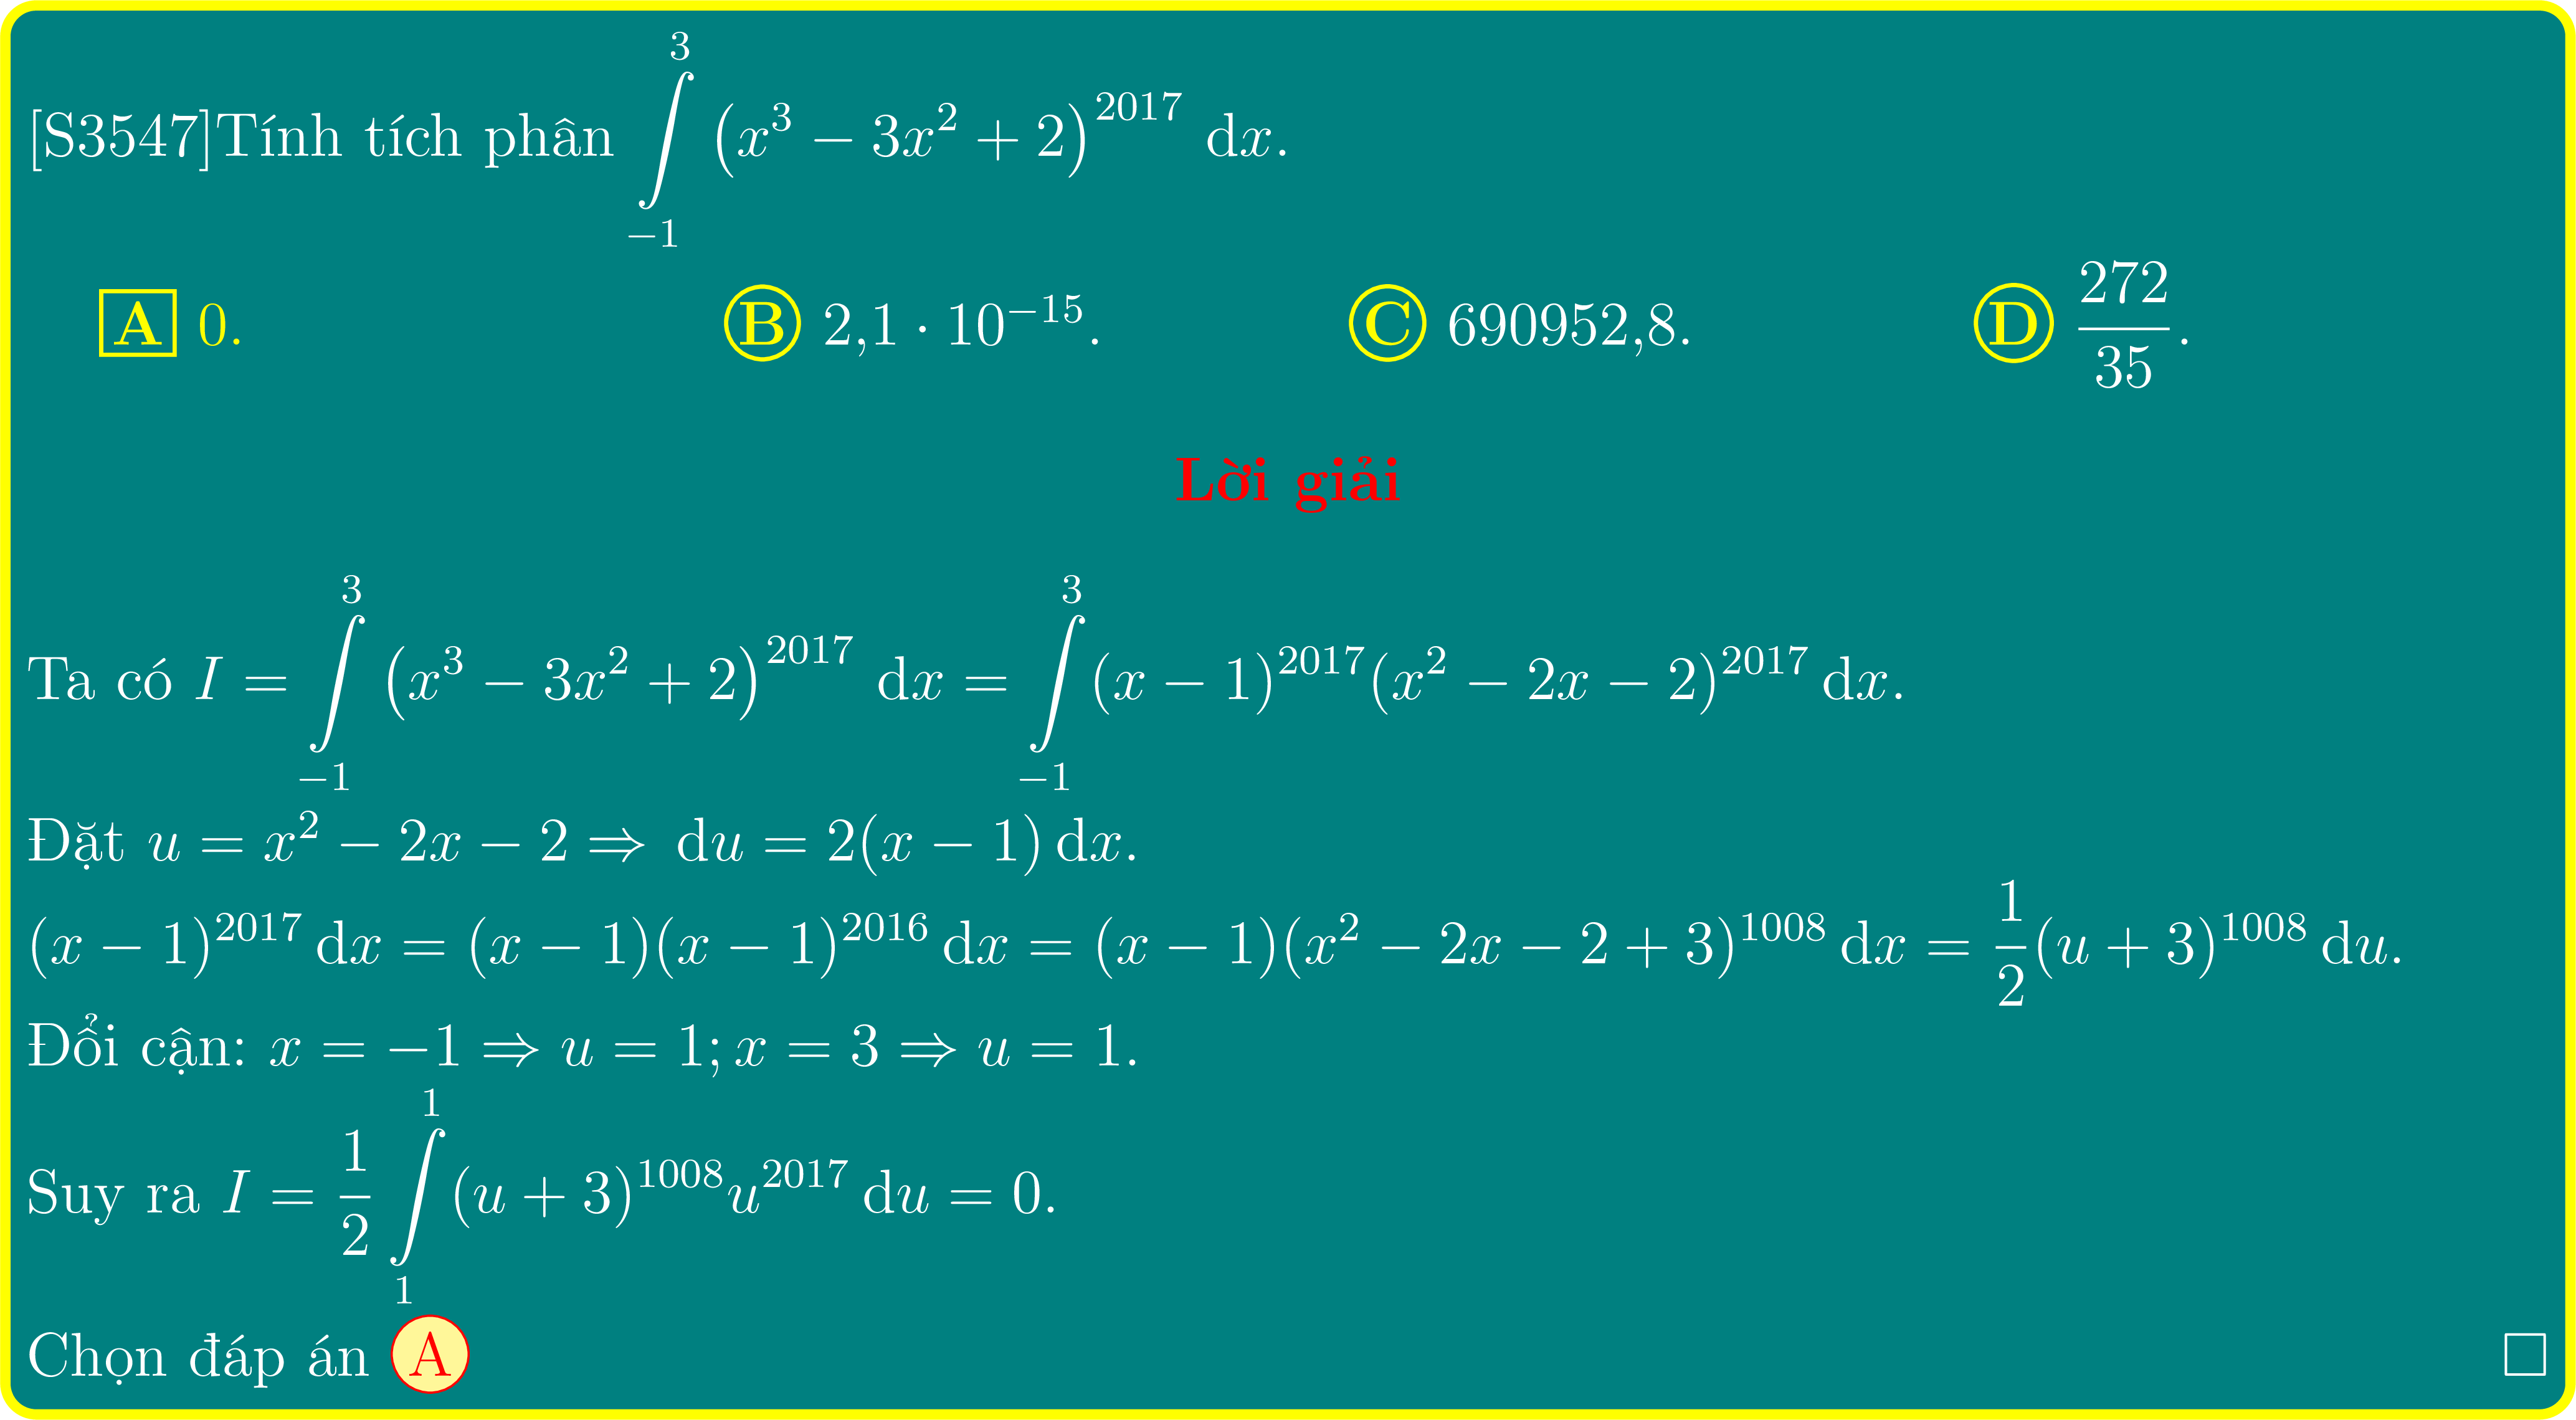 [S3547]Tính tích phân $\int\limits_{-1}^{3} \left(x^3 - 3x^2 + 2\right)^{2017} \mathrm{d}x$.
A 0. B $2{,}1 \cdot 10^{-15}$. C 690952,8. D $\dfrac{272}{35}$.
Lời giải
Ta có $I = \int\limits_{-1}^{3} \left(x^3 - 3x^2 + 2\right)^{2017} \mathrm{d}x = \int\limits_{-1}^{3} (x - 1)^{2017}(x^2 - 2x - 2)^{2017} \mathrm{d}x$.
Đặt $u = x^2 - 2x - 2 \Rightarrow \mathrm{d}u = 2(x - 1)\,\mathrm{d}x$.
$(x - 1)^{2017}\,\mathrm{d}x = (x - 1)(x - 1)^{2016}\,\mathrm{d}x = (x - 1)(x^2 - 2x - 2 + 3)^{1008}\,\mathrm{d}x = \dfrac{1}{2}(u + 3)^{1008}\,\mathrm{d}u$.
Đổi cận: $x = -1 \Rightarrow u = 1; x = 3 \Rightarrow u = 1$.
Suy ra $I = \dfrac{1}{2} \int\limits_{1}^{1} (u + 3)^{1008}u^{2017}\,\mathrm{d}u = 0$.
Chọn đáp án A □